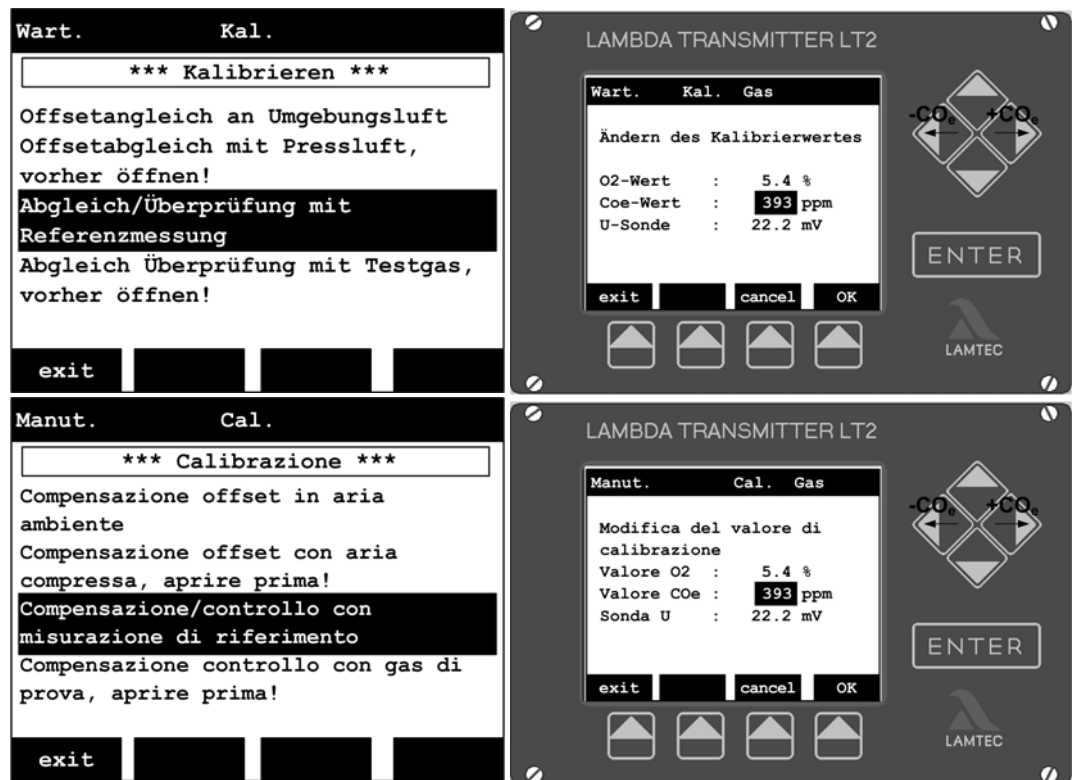 Wart. Kal.
*** Kalibrieren ***
Offsetangleich an Umgebungsluft
Offsetabgleich mit Pressluft,
vorher öffnen!
Abgleich/Überprüfung mit
Referenzmessung
Abgleich Überprüfung mit Testgas,
vorher öffnen!
exit
LAMBDA TRANSMITTER LT2
Wart. Kal. Gas
Ändern des Kalibrierwertes
O2-Wert : 5.4 %
Coe-Wert : 393 ppm
U-Sonde : 22.2 mV
exit cancel OK
-COe +COe
ENTER
LAMTEC
Manut. Cal.
*** Calibrazione ***
Compensazione offset in aria
ambiente
Compensazione offset con aria
compressa, aprire prima!
Compensazione/controllo con
misurazione di riferimento
Compensazione controllo con gas di
prova, aprire prima!
exit
LAMBDA TRANSMITTER LT2
Manut. Cal. Gas
Modifica del valore di
calibrazione
Valore O2 : 5.4 %
Valore COe : 393 ppm
Sonda U : 22.2 mV
exit cancel OK
-COe +COe
ENTER
LAMTEC